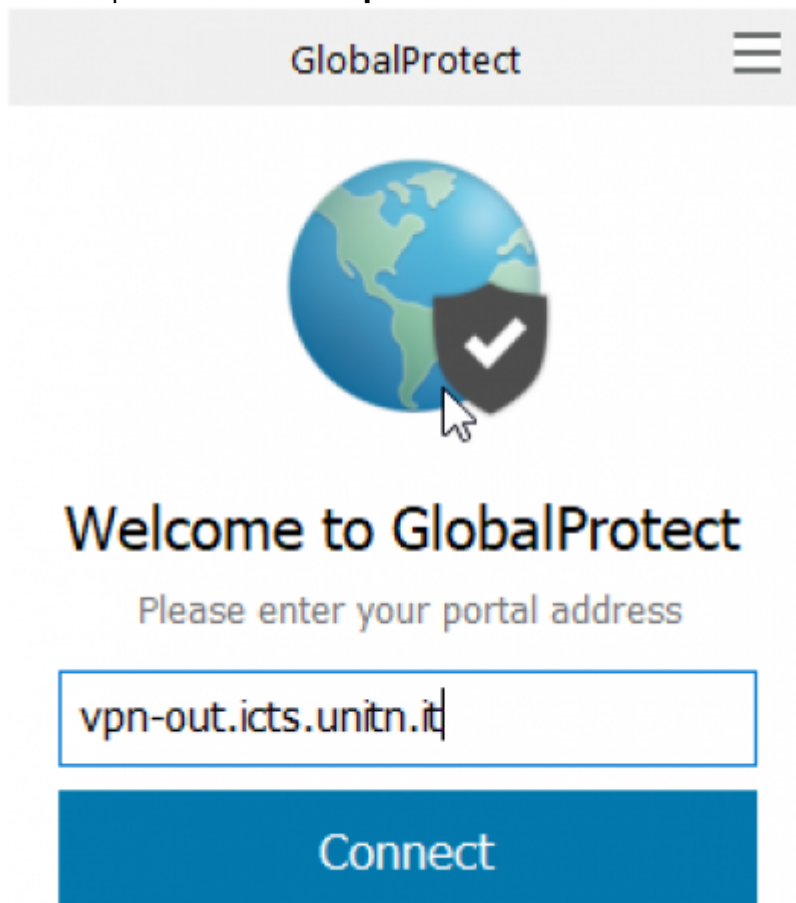 GlobalProtect
Welcome to GlobalProtect
Please enter your portal address
vpn-out.icts.unitn.it
Connect